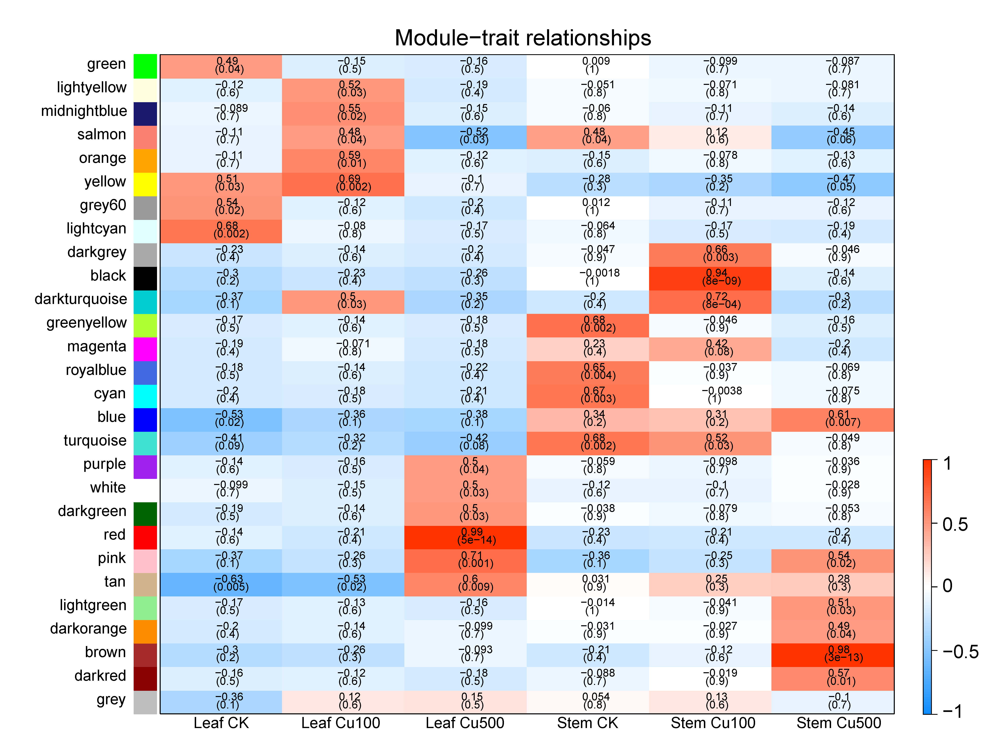 Module−trait relationships
green 0.49 −0.15 −0.16 0.009 −0.099 −0.087
(0.04) (0.5) (0.5) (1) (0.7) (0.7)
lightyellow −0.12 0.52 −0.19 −0.051 −0.071 −0.081
(0.6) (0.03) (0.4) (0.8) (0.8) (0.7)
midnightblue −0.089 0.55 −0.15 −0.06 −0.11 −0.14
(0.7) (0.02) (0.6) (0.8) (0.7) (0.6)
salmon −0.11 0.48 −0.52 0.48 0.12 −0.45
(0.7) (0.04) (0.03) (0.04) (0.6) (0.06)
orange −0.11 0.59 −0.12 −0.15 −0.078 −0.13
(0.7) (0.01) (0.6) (0.6) (0.8) (0.6)
yellow 0.51 0.69 −0.1 −0.28 −0.35 −0.47
(0.03) (0.002) (0.7) (0.3) (0.2) (0.05)
grey60 0.54 −0.12 −0.2 0.012 −0.11 −0.12
(0.02) (0.6) (0.4) (1) (0.7) (0.6)
lightcyan 0.68 −0.08 −0.17 −0.064 −0.17 −0.19
(0.002) (0.8) (0.5) (0.8) (0.5) (0.4)
darkgrey −0.23 −0.14 −0.2 −0.047 0.66 −0.046
(0.4) (0.6) (0.4) (0.9) (0.003) (0.9)
black −0.3 −0.23 −0.26 −0.0018 0.94 −0.14
(0.2) (0.4) (0.3) (1) (8e−09) (0.6)
darkturquoise −0.37 0.5 −0.35 −0.2 0.72 −0.3
(0.1) (0.03) (0.2) (0.4) (8e−04) (0.2)
greenyellow −0.17 −0.14 −0.18 0.68 −0.046 −0.16
(0.5) (0.6) (0.5) (0.002) (0.9) (0.5)
magenta −0.19 −0.071 −0.18 0.23 0.42 −0.2
(0.4) (0.8) (0.5) (0.4) (0.08) (0.4)
royalblue −0.18 −0.14 −0.22 0.65 −0.037 −0.069
(0.5) (0.6) (0.4) (0.004) (0.9) (0.8)
cyan −0.2 −0.18 −0.21 0.67 −0.0038 −0.075
(0.4) (0.5) (0.4) (0.003) (1) (0.8)
blue −0.53 −0.36 −0.38 0.34 0.31 0.61
(0.02) (0.1) (0.1) (0.2) (0.2) (0.007)
turquoise −0.41 −0.32 −0.42 0.68 0.52 −0.049
(0.09) (0.2) (0.08) (0.002) (0.03) (0.8)
purple −0.14 −0.16 0.5 −0.059 −0.098 −0.036
(0.6) (0.5) (0.04) (0.8) (0.7) (0.9)
1
white −0.099 −0.15 0.5 −0.12 −0.1 −0.028
(0.7) (0.5) (0.03) (0.6) (0.7) (0.9)
darkgreen −0.19 −0.14 0.5 −0.038 −0.079 −0.053
(0.5) (0.6) (0.03) (0.9) (0.8) (0.8)
0.5
red −0.14 −0.21 0.99 −0.23 −0.21 −0.2
(0.6) (0.4) (5e−14) (0.4) (0.4) (0.4)
pink −0.37 −0.26 0.71 −0.36 −0.25 0.54
(0.1) (0.3) (0.001) (0.1) (0.3) (0.02)
tan −0.63 −0.53 0.6 0.031 0.25 0.28
(0.005) (0.02) (0.009) (0.9) (0.3) (0.3)
0
lightgreen −0.17 −0.13 −0.16 −0.014 −0.041 0.51
(0.5) (0.6) (0.5) (1) (0.9) (0.03)
darkorange −0.2 −0.14 −0.099 −0.031 −0.027 0.49
(0.4) (0.6) (0.7) (0.9) (0.9) (0.04)
brown −0.3 −0.26 −0.093 −0.21 −0.12 0.98
(0.2) (0.3) (0.7) (0.4) (0.6) (3e−13)
−0.5
darkred −0.16 −0.12 −0.18 −0.088 −0.019 0.57
(0.5) (0.6) (0.5) (0.7) (0.9) (0.01)
grey −0.36 0.12 0.15 0.054 0.13 −0.1
(0.1) (0.6) (0.5) (0.8) (0.6) (0.7)
−1
Leaf CK Leaf Cu100 Leaf Cu500 Stem CK Stem Cu100 Stem Cu500